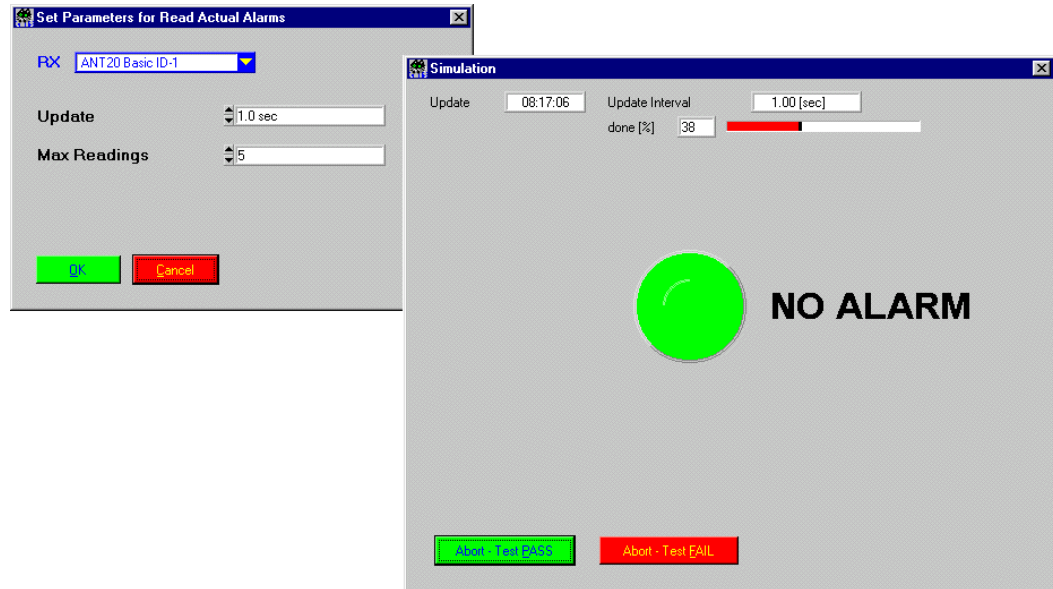 Set Parameters for Read Actual Alarms
RX ANT20 Basic ID-1
Update 1.0 sec
Max Readings 5
OK Cancel
Simulation
Update 08:17:06 Update Interval 1.00 [sec]
done [%] 38
NO ALARM
Abort - Test PASS Abort - Test FAIL